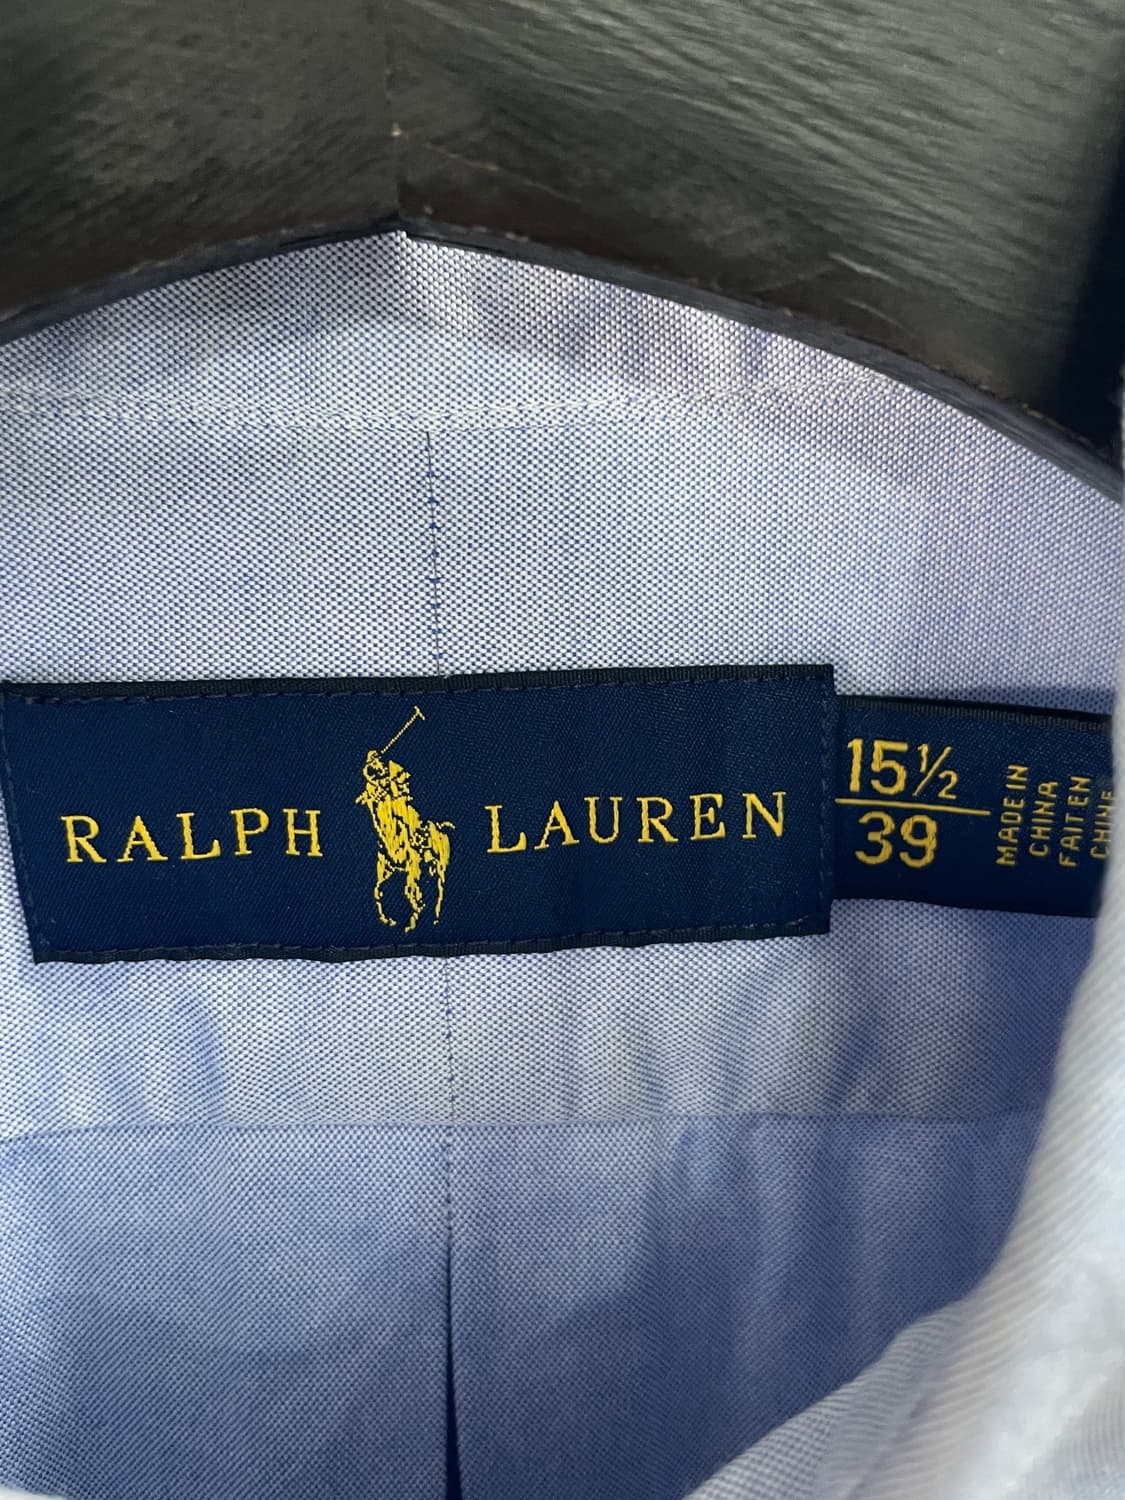 RALPH LAUREN
15½
39
MADE IN
CHINA
FAIT EN
CHINE